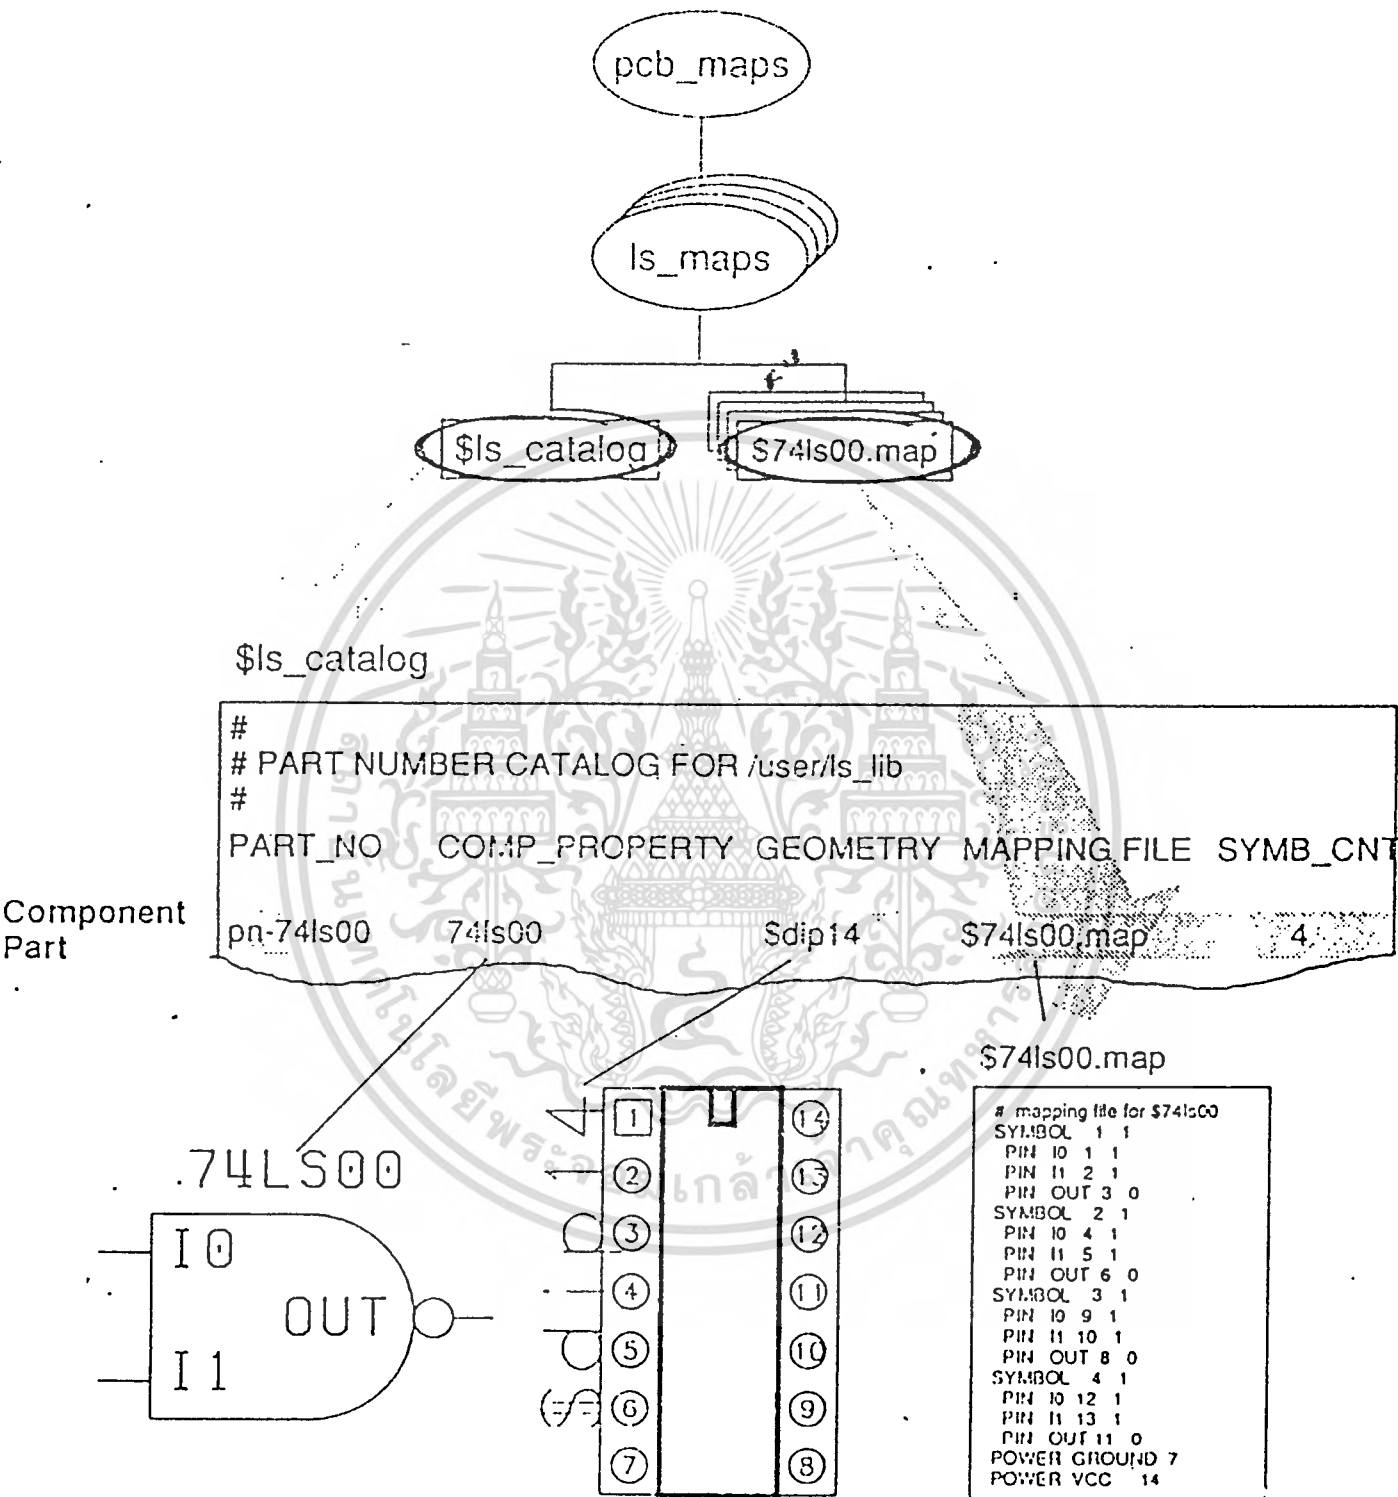 pcb_maps
ls_maps
$ls_catalog
$74ls00.map
$ls_catalog
#
# PART NUMBER CATALOG FOR /user/ls_lib
#
PART_NO COMP_PROPERTY GEOMETRY MAPPING FILE SYMB_CNT
Component
Part
pn-74ls00 74ls00 $dip14 $74ls00.map 4
$74ls00.map
# mapping file for $74ls00
SYMBOL 1 1
PIN I0 1 1
PIN I1 2 1
PIN OUT 3 0
SYMBOL 2 1
PIN I0 4 1
PIN I1 5 1
PIN OUT 6 0
SYMBOL 3 1
PIN I0 9 1
PIN I1 10 1
PIN OUT 8 0
SYMBOL 4 1
PIN I0 12 1
PIN I1 13 1
PIN OUT 11 0
POWER GROUND 7
POWER VCC 14
.74LS00
I0
OUT
I1
$dip14
1 14
2 13
3 12
4 11
5 10
6 9
7 8